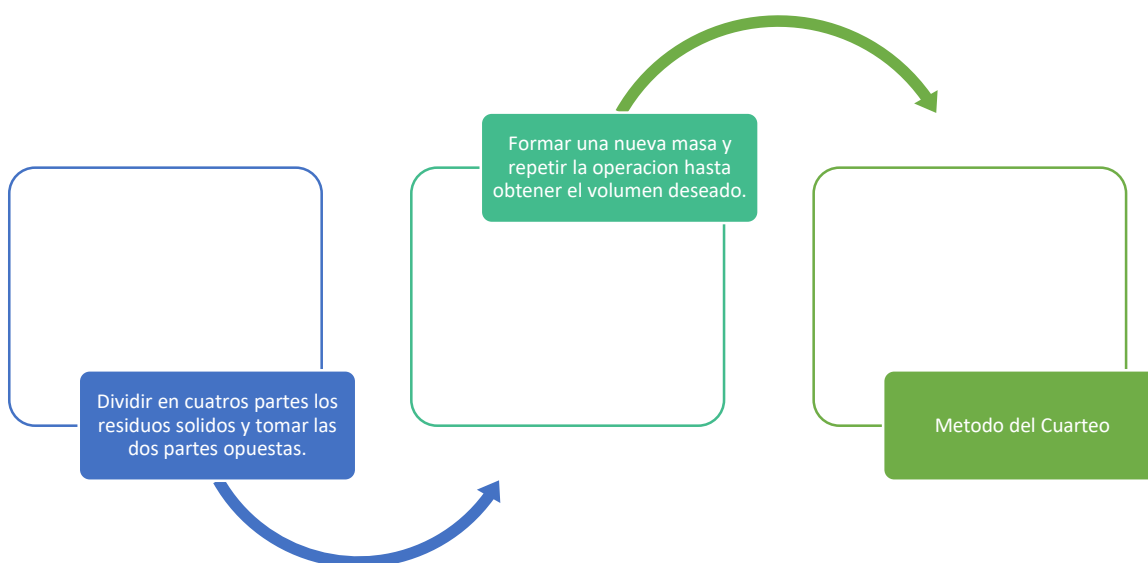 Dividir en cuatros partes los
residuos solidos y tomar las
dos partes opuestas.
Formar una nueva masa y
repetir la operacion hasta
obtener el volumen deseado.
Metodo del Cuarteo